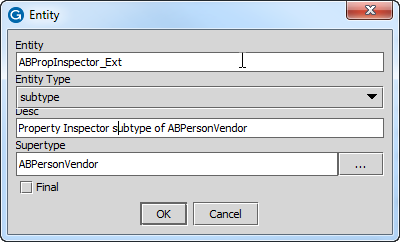 Entity
Entity
ABPropInspector_Ext
Entity Type
subtype
Desc
Property Inspector subtype of ABPersonVendor
Supertype
ABPersonVendor
...
Final
OK
Cancel